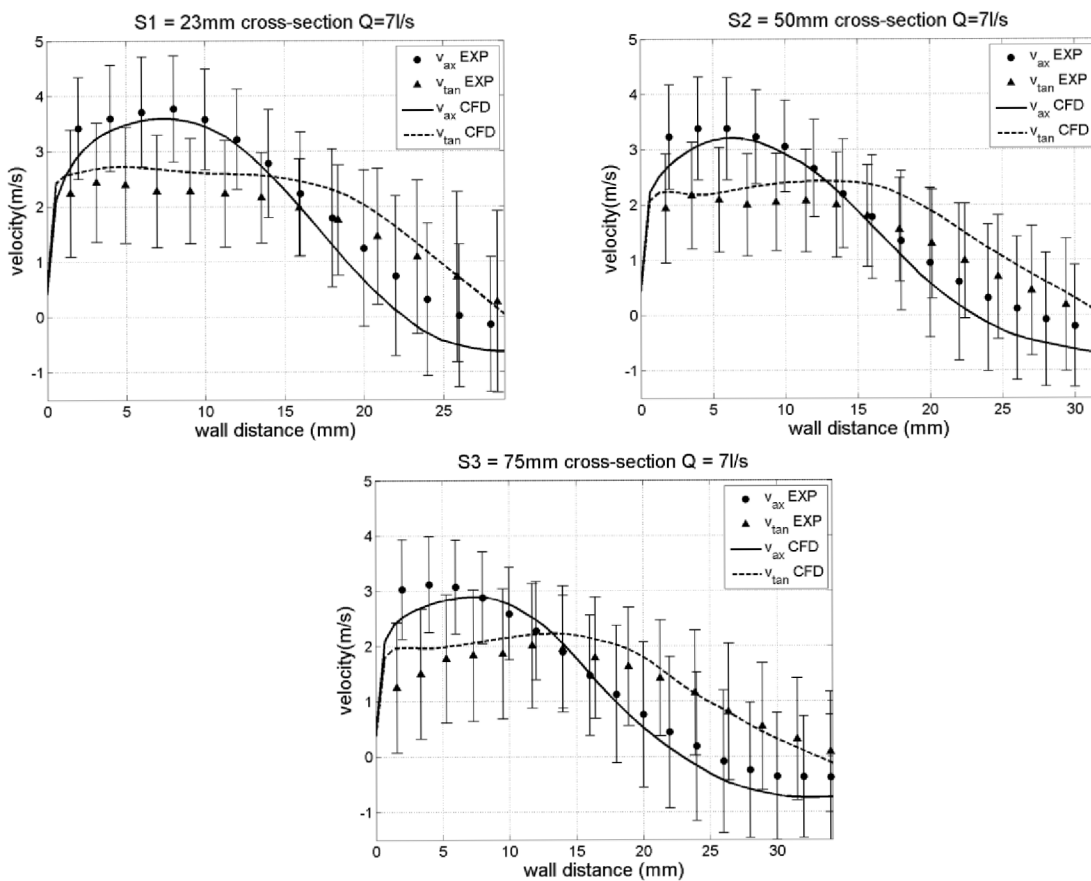 S1 = 23mm cross-section Q=7l/s
5
4
3
2
1
0
-1
velocity(m/s)
v_ax EXP
v_tan EXP
v_ax CFD
v_tan CFD
0 5 10 15 20 25
wall distance (mm)
S2 = 50mm cross-section Q=7l/s
5
4
3
2
1
0
-1
velocity (m/s)
v_ax EXP
v_tan EXP
v_ax CFD
v_tan CFD
0 5 10 15 20 25 30
wall distance (mm)
S3 = 75mm cross-section Q = 7l/s
5
4
3
2
1
0
-1
velocity(m/s)
v_ax EXP
v_tan EXP
v_ax CFD
v_tan CFD
0 5 10 15 20 25 30
wall distance (mm)